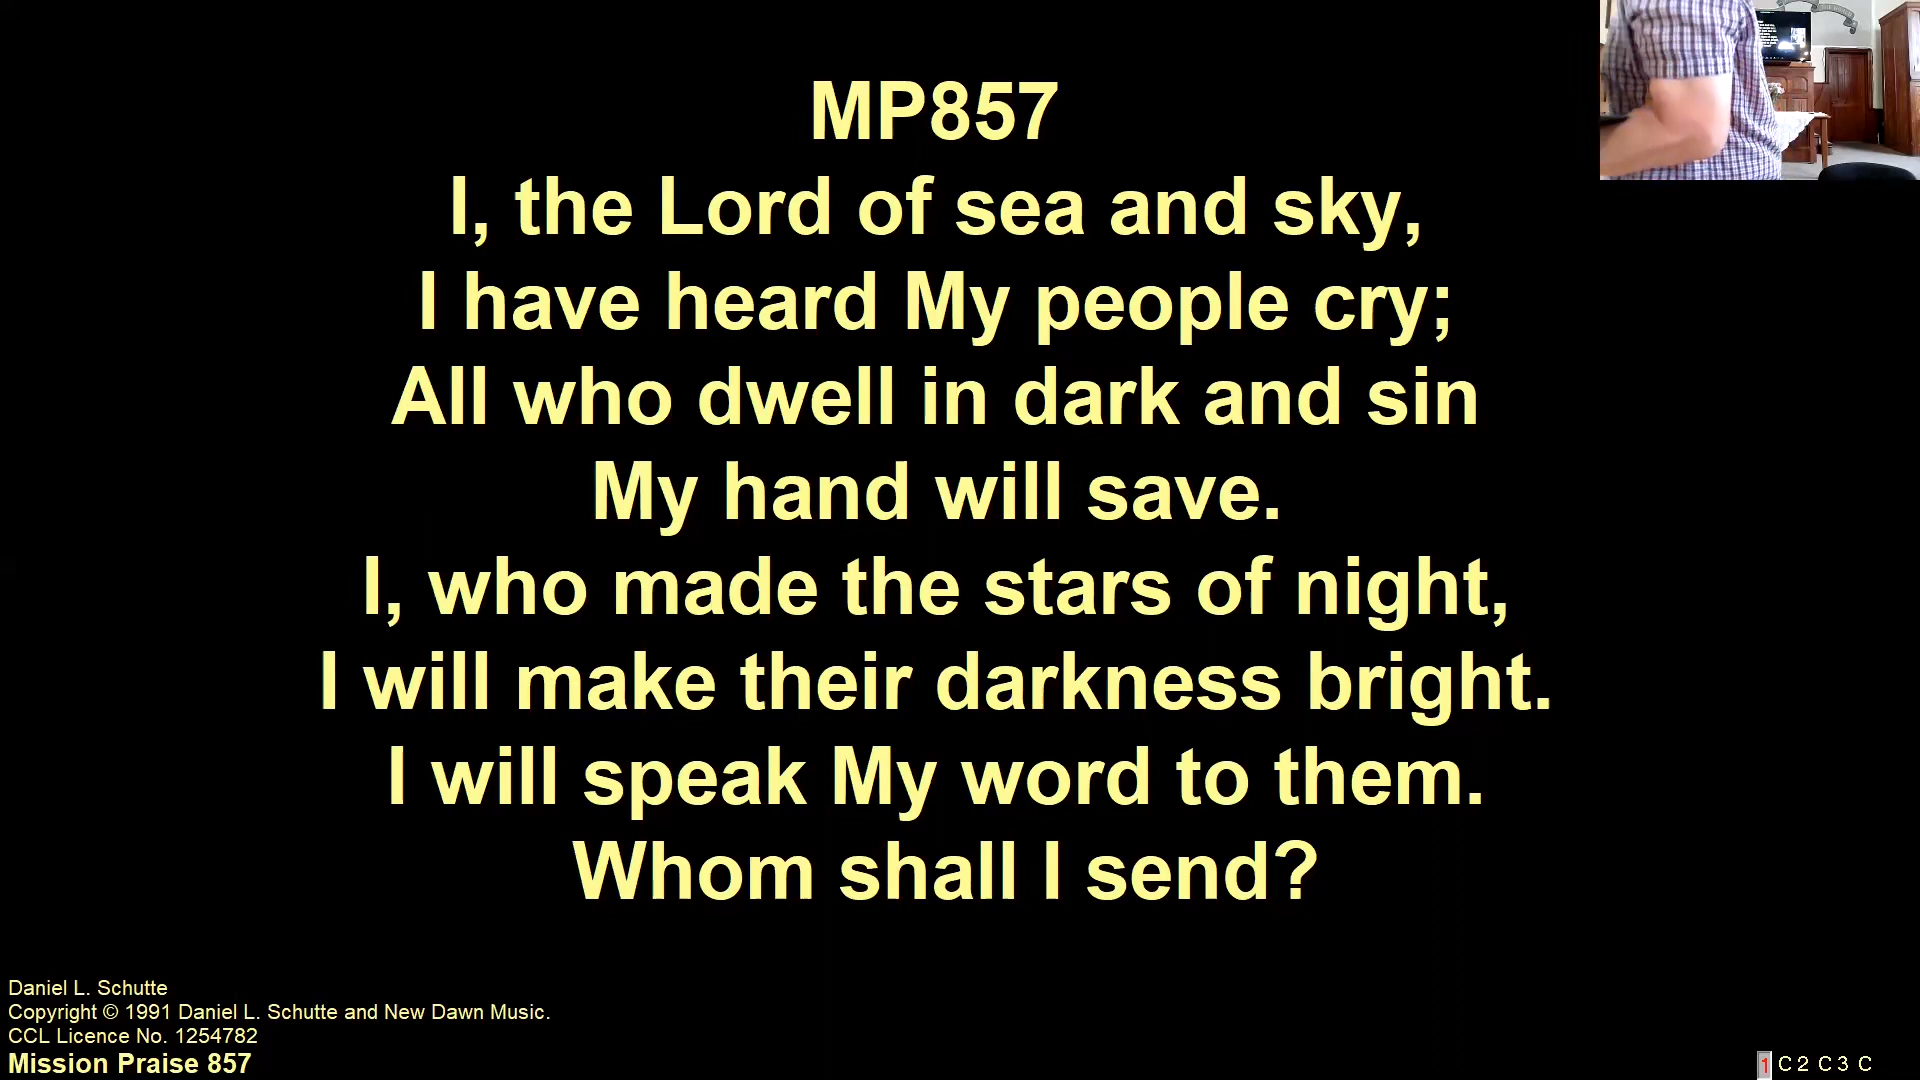 MP857
I, the Lord of sea and sky,
I have heard My people cry;
All who dwell in dark and sin
My hand will save.
I, who made the stars of night,
I will make their darkness bright.
I will speak My word to them.
Whom shall I send?
Daniel L. Schutte
Copyright © 1991 Daniel L. Schutte and New Dawn Music.
CCL Licence No. 1254782
Mission Praise 857
1 C 2 C 3 C